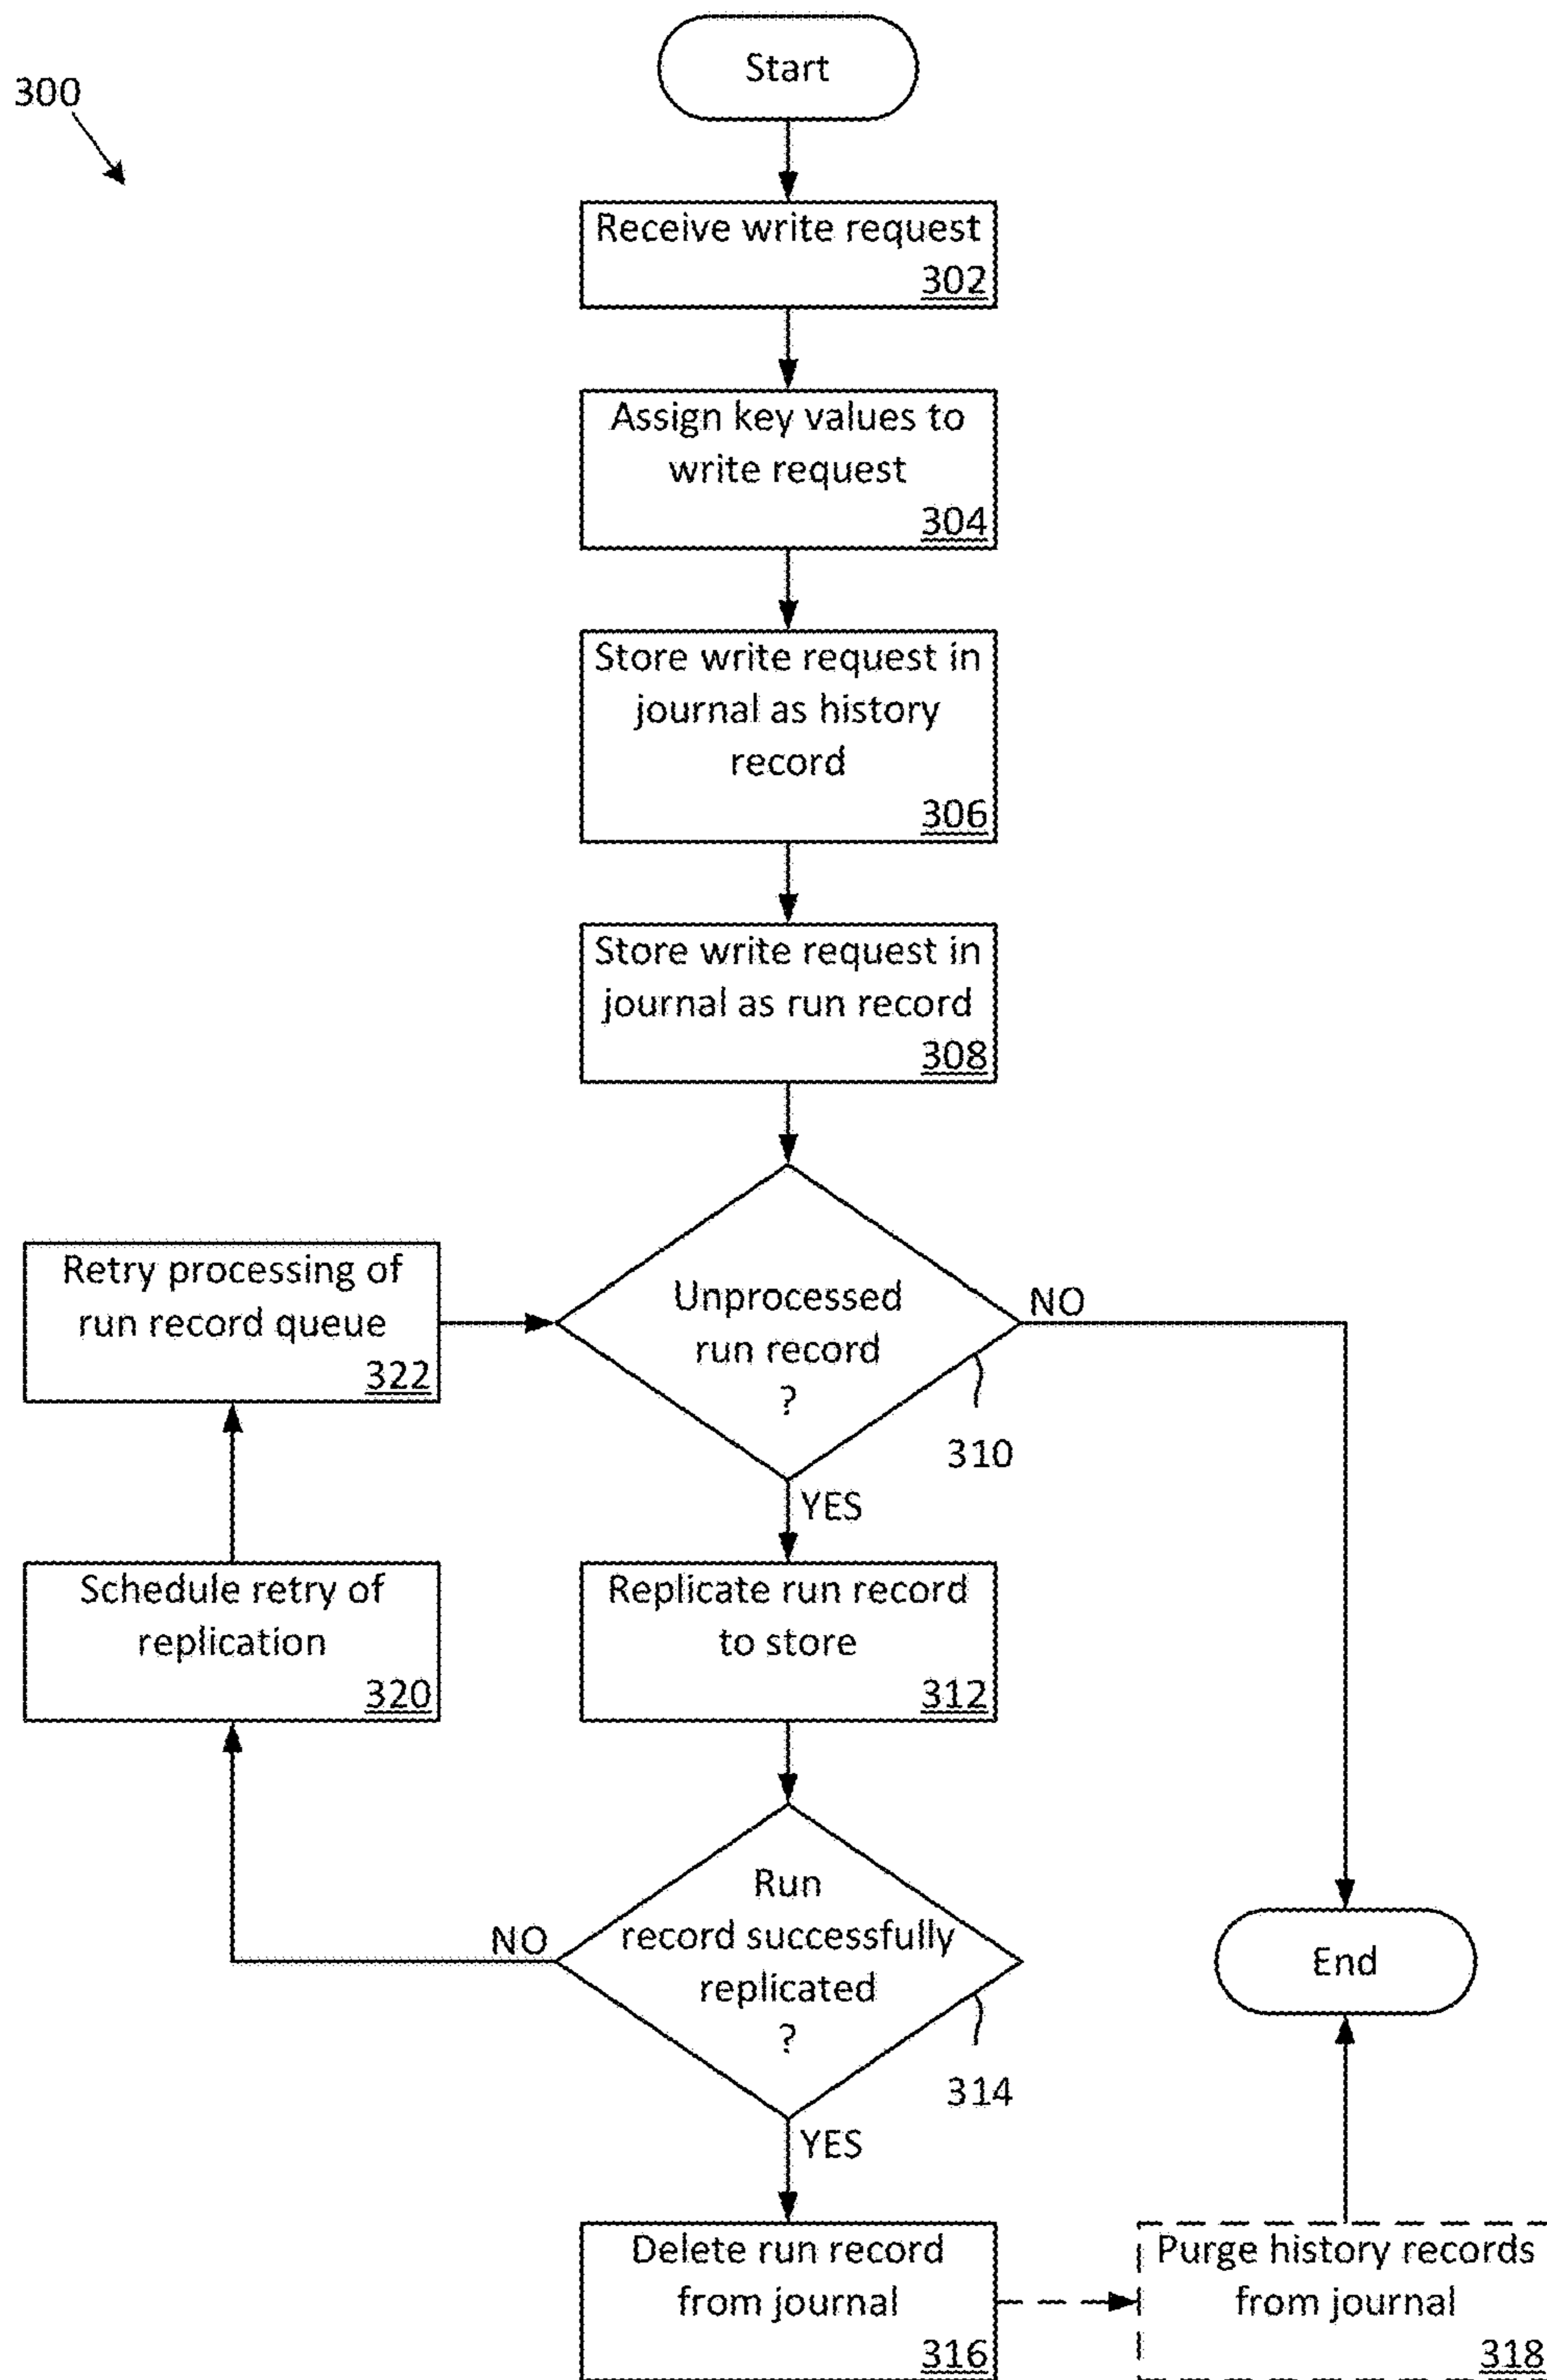 Start
300
Receive write request
302
Assign key values to
write request
304
Store write request in
journal as history
record
306
Store write request in
journal as run record
308
Retry processing of
run record queue
322
Unprocessed
run record
?
NO
310
YES
Schedule retry of
replication
320
Replicate run record
to store
312
Run
record successfully
replicated
?
NO
314
YES
End
Delete run record
from journal
316
Purge history records
from journal
318